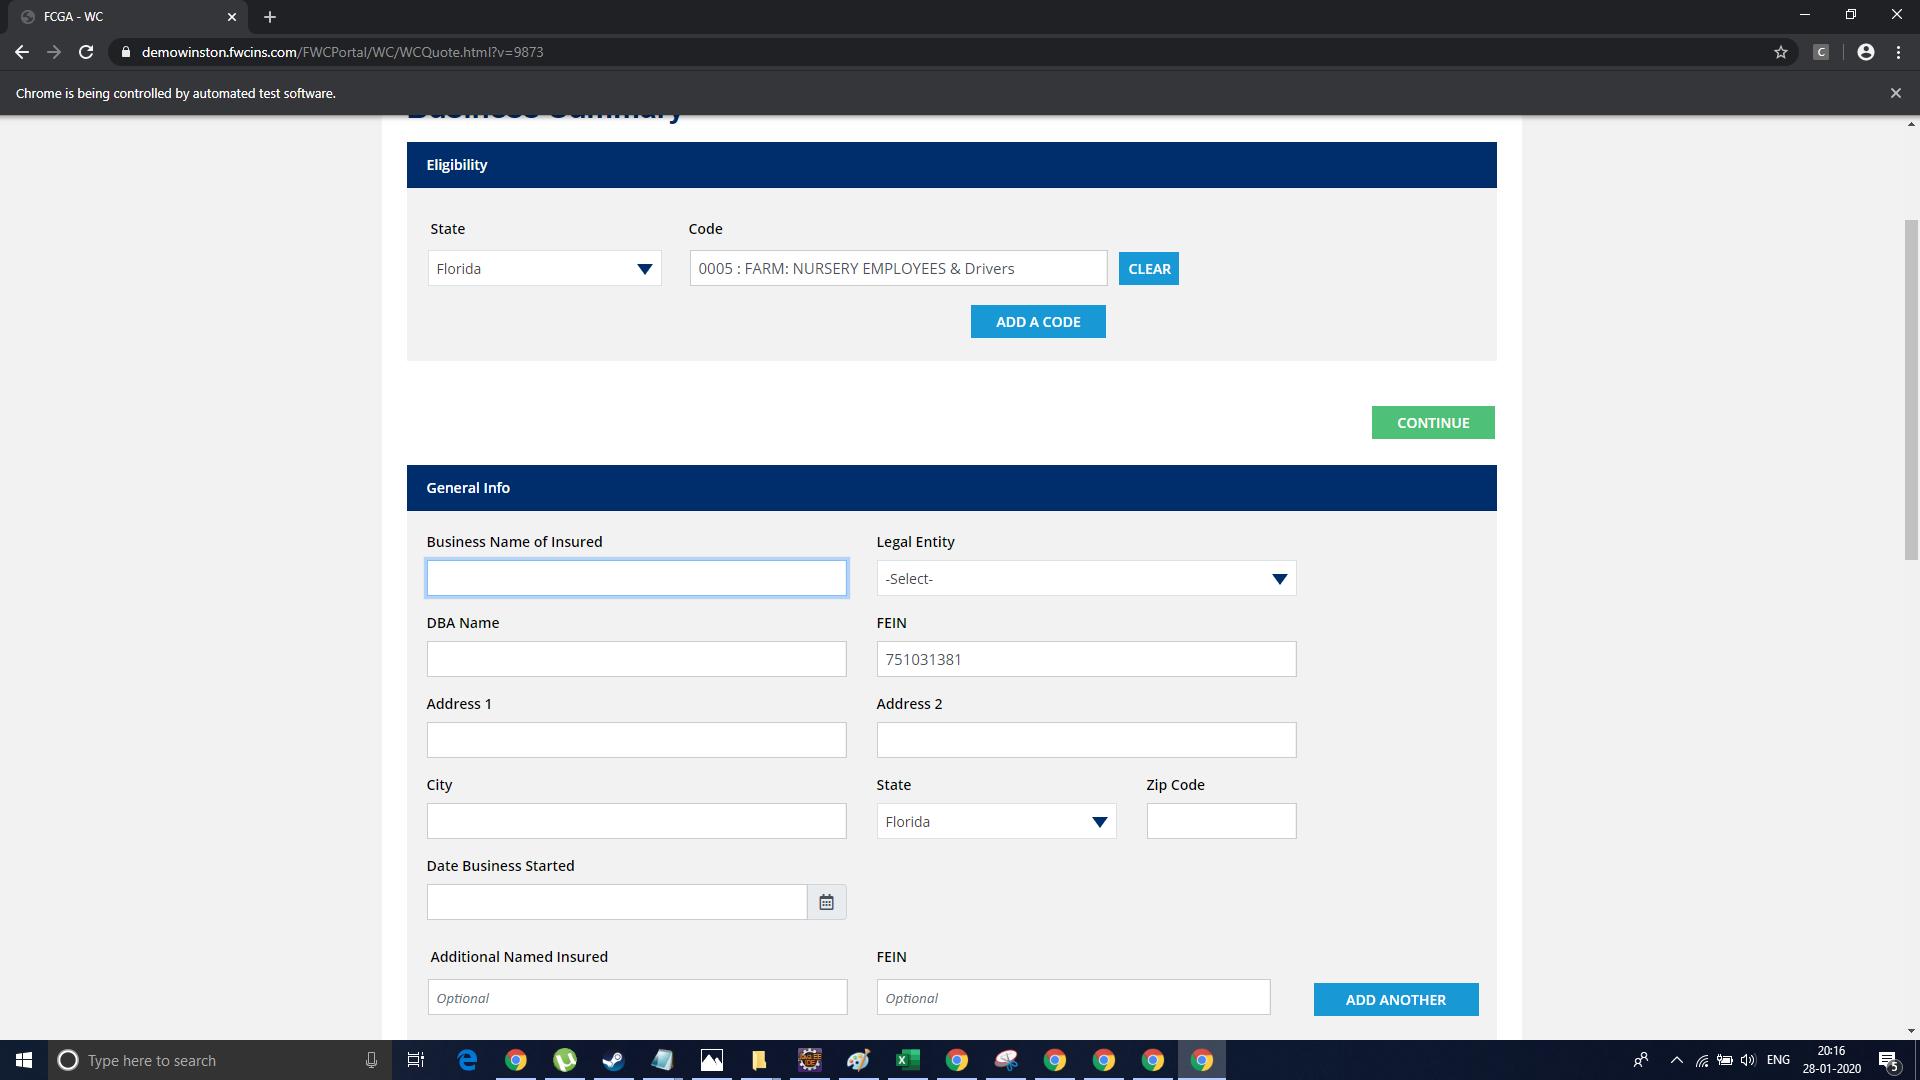 FCGA - WC
demowinston.fwcins.com/FWCPortal/WC/WCQuote.html?v=9873
C
Chrome is being controlled by automated test software.
Business Summary
Eligibility
State Code
Florida 0005 : FARM: NURSERY EMPLOYEES & Drivers CLEAR
ADD A CODE
CONTINUE
General Info
Business Name of Insured Legal Entity
-Select-
DBA Name FEIN
751031381
Address 1 Address 2
City State Zip Code
Florida
Date Business Started
Additional Named Insured FEIN
Optional Optional ADD ANOTHER
Type here to search
ENG
20:16
28-01-2020
5